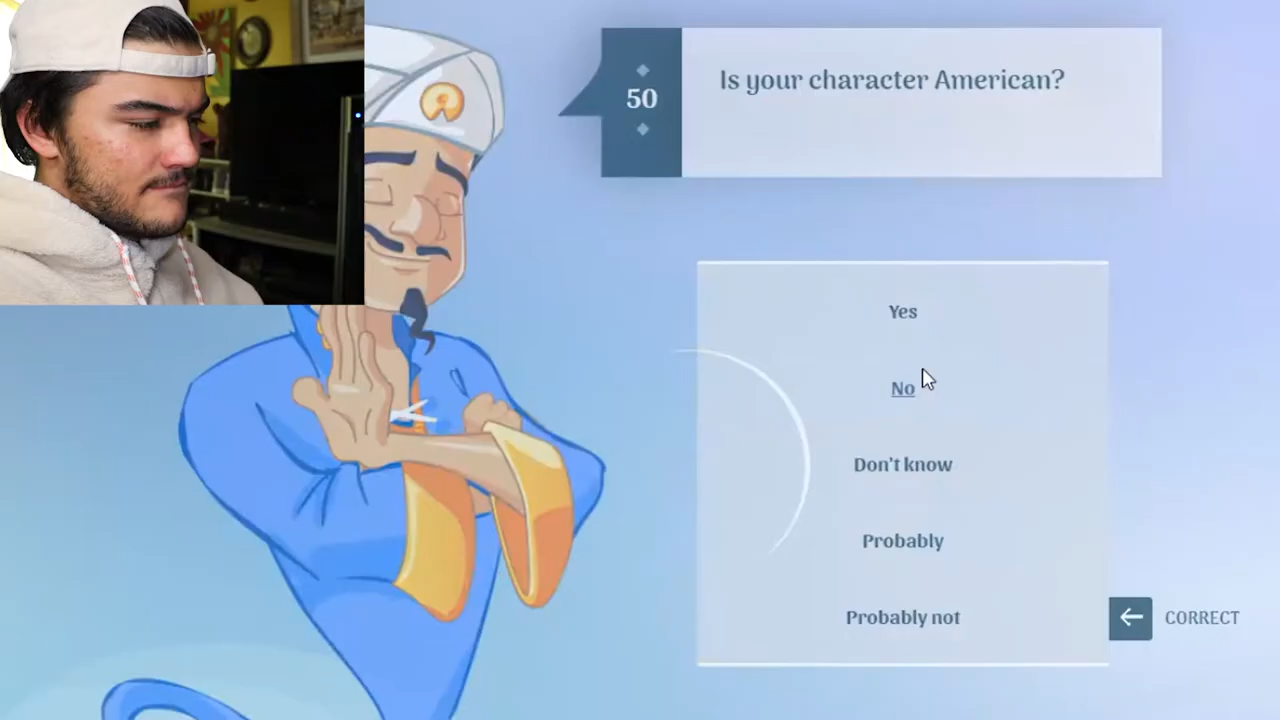 50
Is your character American?
Yes
No
Don't know
Probably
Probably not
CORRECT